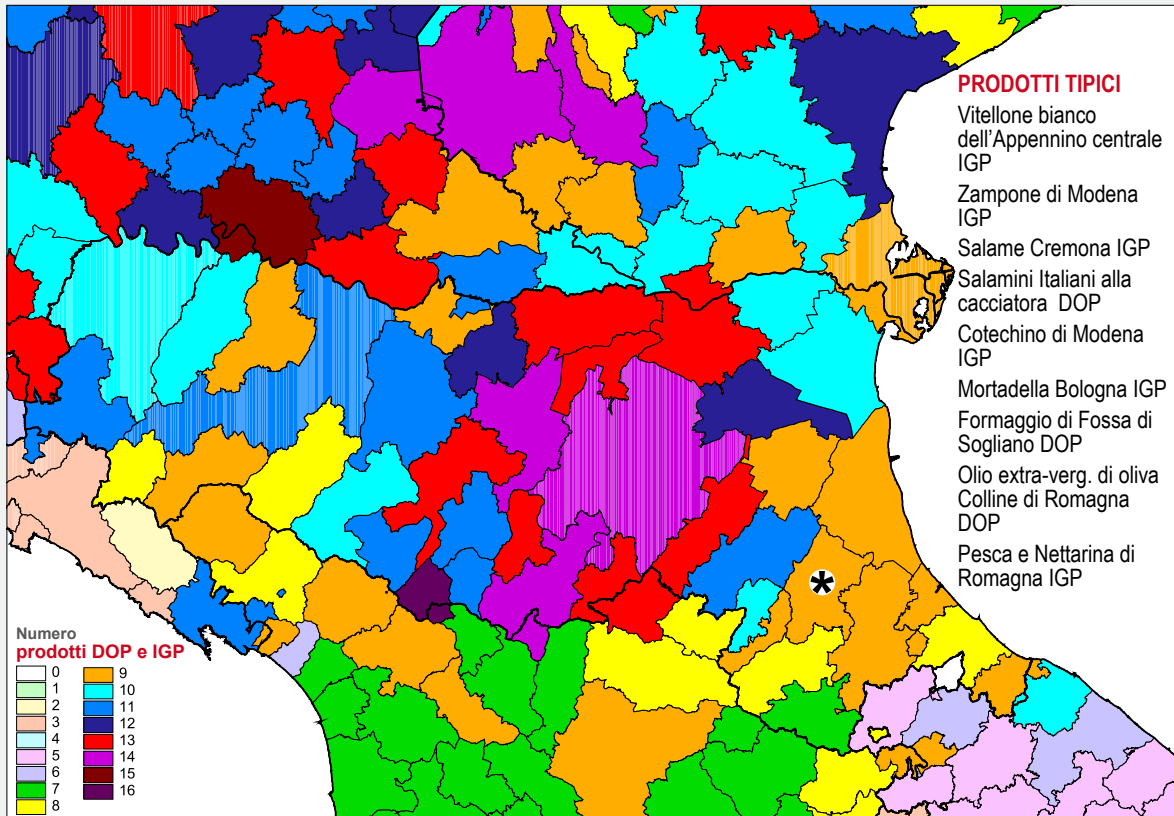 PRODOTTI TIPICI
Vitellone bianco
dell'Appennino centrale
IGP
Zampone di Modena
IGP
Salame Cremona IGP
Salamini Italiani alla
cacciatora DOP
Cotechino di Modena
IGP
Mortadella Bologna IGP
Formaggio di Fossa di
Sogliano DOP
Olio extra-verg. di oliva
Colline di Romagna
DOP
Pesca e Nettarina di
Romagna IGP
*
Numero
prodotti DOP e IGP
0
1
2
3
4
5
6
7
8
9
10
11
12
13
14
15
16